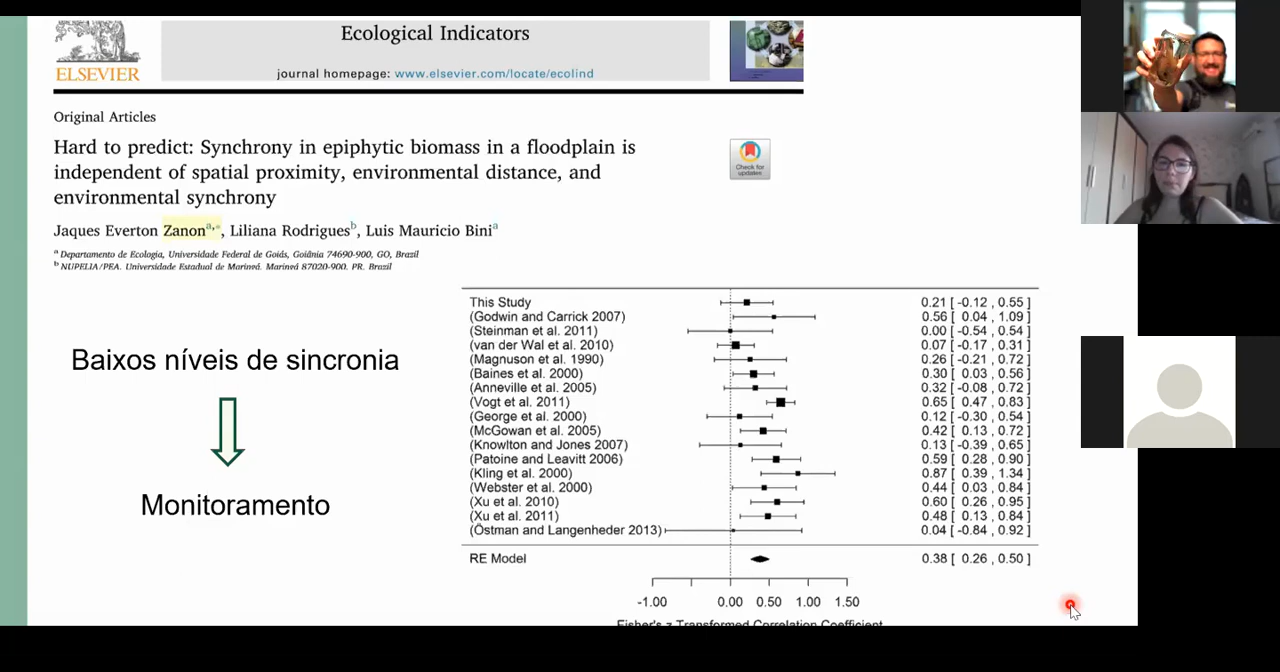 Ecological Indicators
ELSEVIER
journal homepage: www.elsevier.com/locate/ecolind
Original Articles
Check for
updates
Hard to predict: Synchrony in epiphytic biomass in a floodplain is
independent of spatial proximity, environmental distance, and
environmental synchrony
Jaques Everton Zanon a,*, Liliana Rodrigues b, Luis Mauricio Bini a
a Departamento de Ecologia, Universidade Federal de Goiás, Goiânia 74690-900, GO, Brazil
b NUPELIA/PEA, Universidade Estadual de Maringá, Maringá 87020-900, PR, Brazil
Baixos níveis de sincronia
Monitoramento
This Study 0.21 [ -0.12 , 0.55 ]
(Godwin and Carrick 2007) 0.56 [ 0.04 , 1.09 ]
(Steinman et al. 2011) 0.00 [ -0.54 , 0.54 ]
(van der Wal et al. 2010) 0.07 [ -0.17 , 0.31 ]
(Magnuson et al. 1990) 0.26 [ -0.21 , 0.72 ]
(Baines et al. 2000) 0.30 [ 0.03 , 0.56 ]
(Anneville et al. 2005) 0.32 [ -0.08 , 0.72 ]
(Vogt et al. 2011) 0.65 [ 0.47 , 0.83 ]
(George et al. 2000) 0.12 [ -0.30 , 0.54 ]
(McGowan et al. 2005) 0.42 [ 0.13 , 0.72 ]
(Knowlton and Jones 2007) 0.13 [ -0.39 , 0.65 ]
(Patoine and Leavitt 2006) 0.59 [ 0.28 , 0.90 ]
(Kling et al. 2000) 0.87 [ 0.39 , 1.34 ]
(Webster et al. 2000) 0.44 [ 0.03 , 0.84 ]
(Xu et al. 2010) 0.60 [ 0.26 , 0.95 ]
(Xu et al. 2011) 0.48 [ 0.13 , 0.84 ]
(Östman and Langenheder 2013) 0.04 [ -0.84 , 0.92 ]
RE Model 0.38 [ 0.26 , 0.50 ]
-1.00 0.00 0.50 1.00 1.50
Fisher's z Transformed Correlation Coefficient